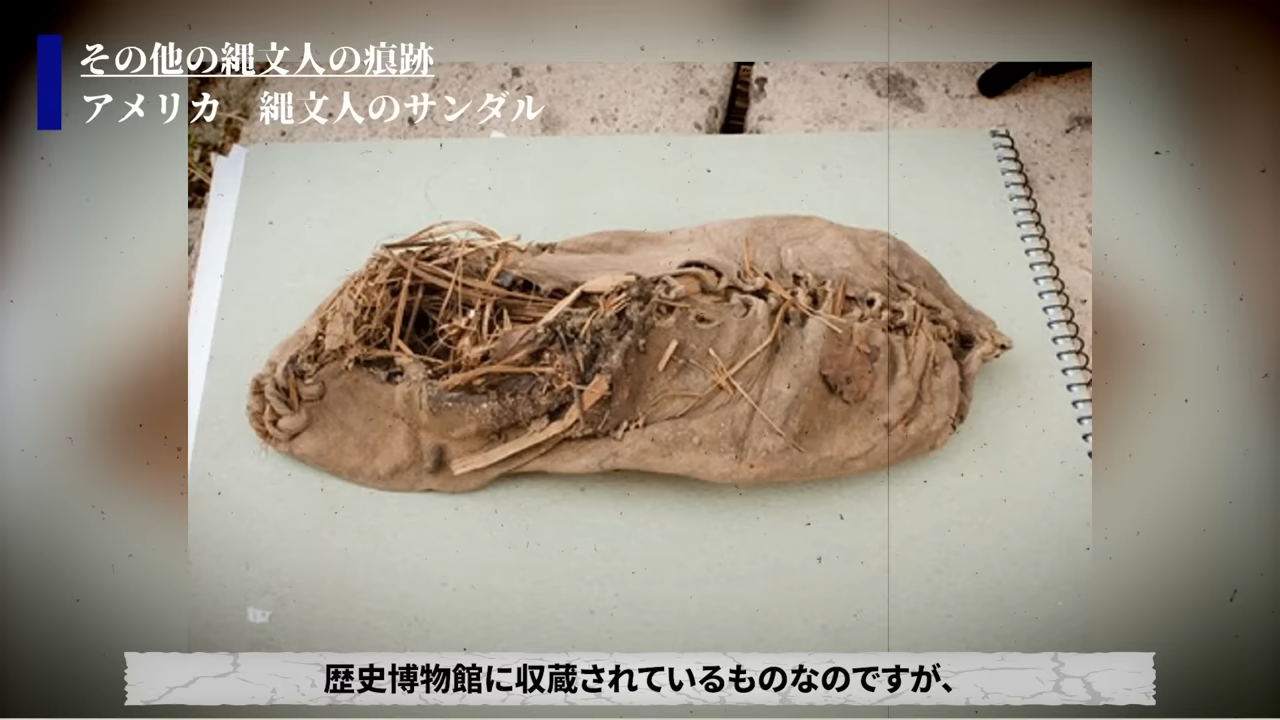 その他の縄文人の痕跡
アメリカ　縄文人のサンダル
歴史博物館に収蔵されているものなのですが、